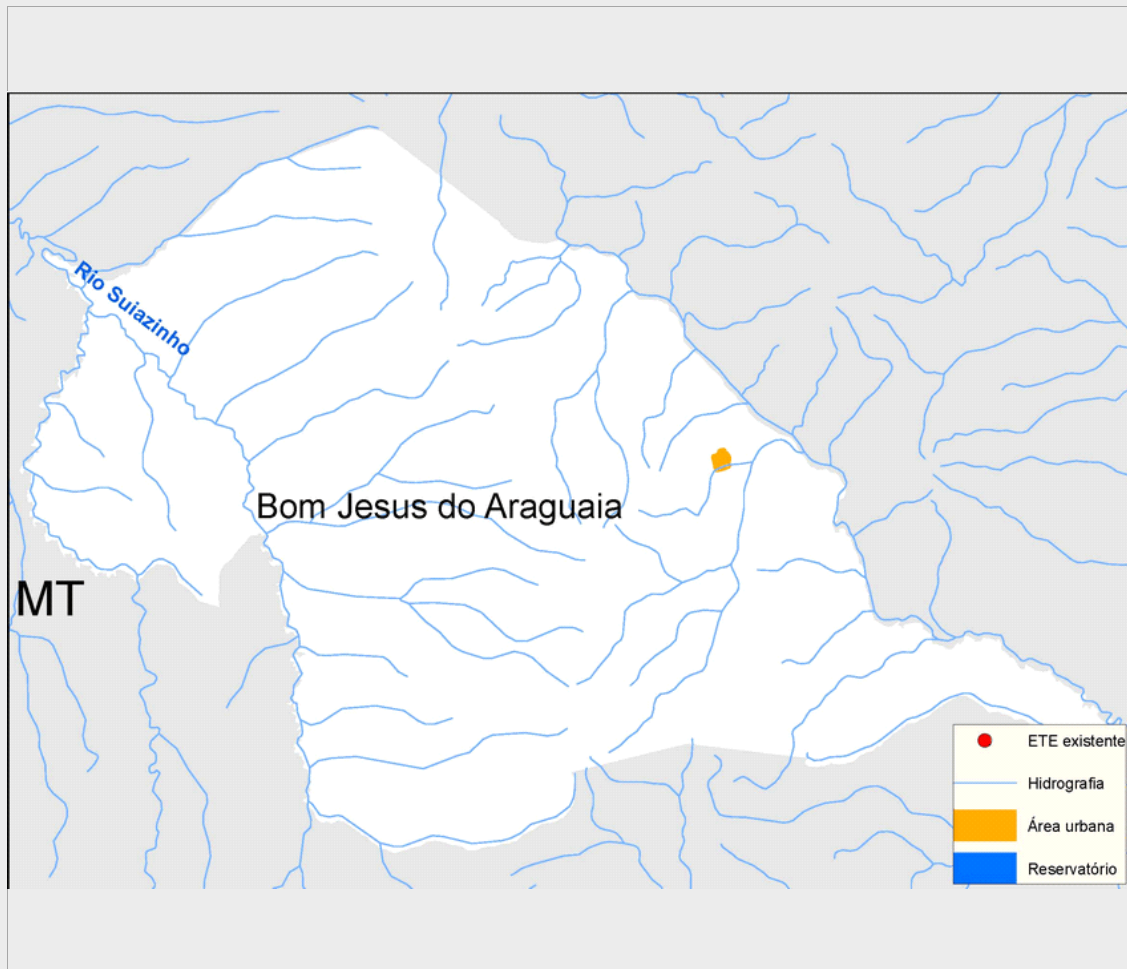 Rio Suiazinho
Bom Jesus do Araguaia
MT
ETE existente
Hidrografia
Área urbana
Reservatório